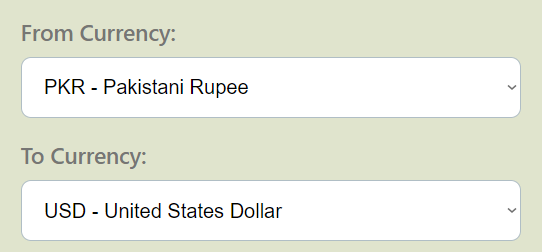 From Currency:
PKR - Pakistani Rupee
To Currency:
USD - United States Dollar